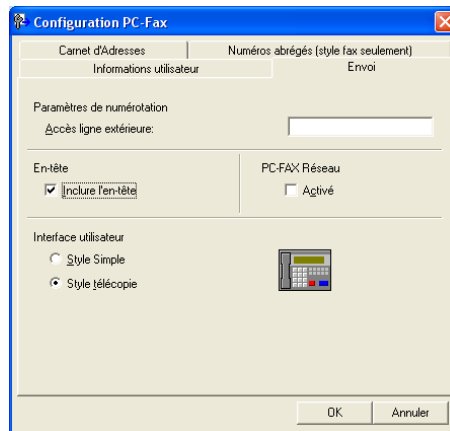 Configuration PC-Fax
Carnet d'Adresses
Numéros abrégés (style fax seulement)
Informations utilisateur
Envoi
Paramètres de numérotation
Accès ligne extérieure:
En-tête
PC-FAX Réseau
Inclure l'en-tête
Activé
Interface utilisateur
Style Simple
Style télécopie
OK
Annuler